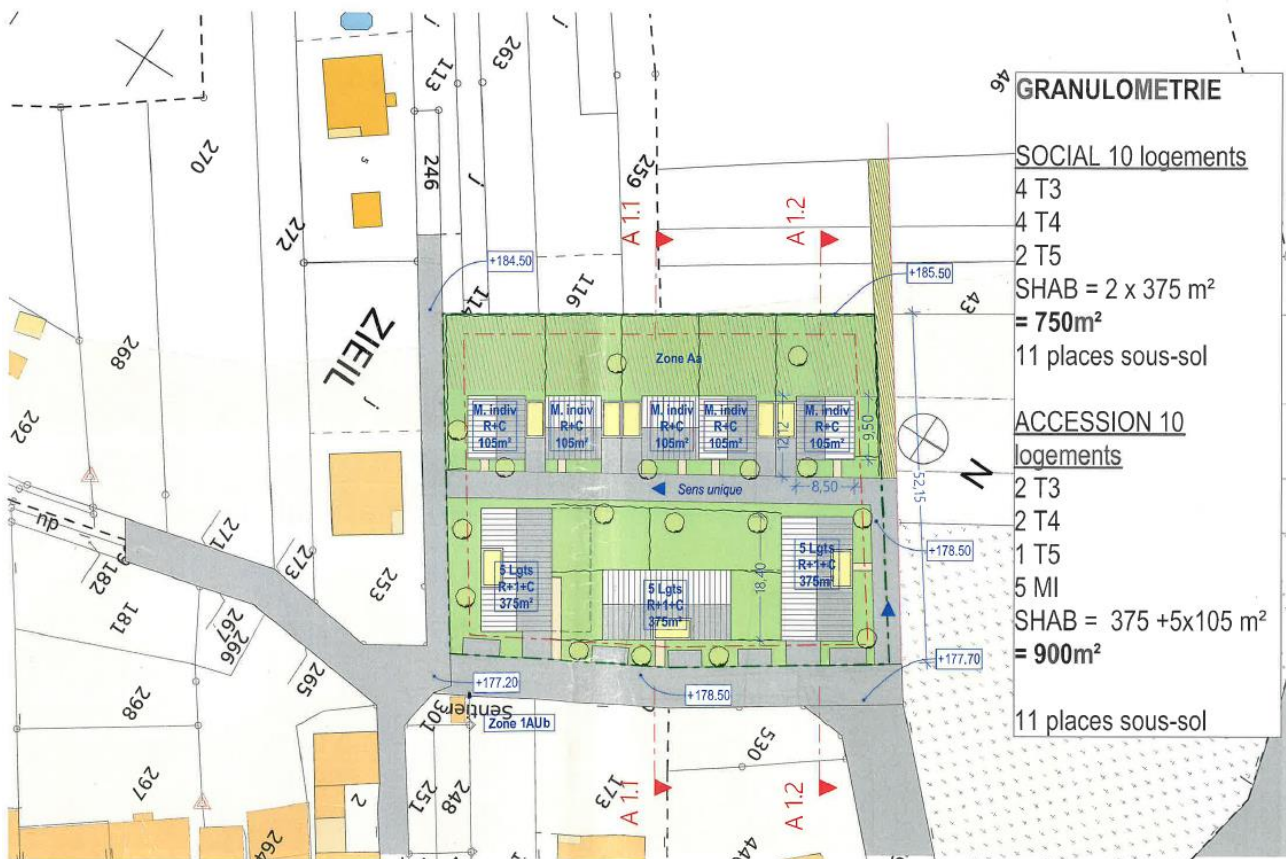 GRANULOMETRIE
SOCIAL 10 logements
4 T3
4 T4
2 T5
SHAB = 2 x 375 m²
= 750m²
11 places sous-sol
ACCESSION 10
logements
2 T3
2 T4
1 T5
5 MI
SHAB = 375 +5x105 m²
= 900m²
11 places sous-sol
46
263
113
j
j
j
270
246
259
A 1.1
A 1.2
272
+184.50
+185.50
43
114
116
ZIEIL
j
268
Zone Aa
292
M. indiv
R+C
105m²
M. indiv
R+C
105m²
M. indiv
R+C
105m²
M. indiv
R+C
105m²
M. indiv
R+C
105m²
12,12
9,50
52,15
N
Sens unique
8,50
+178.50
5 Lgts
R+1+C
375m²
5 Lgts
R+1+C
375m²
5 Lgts
R+1+C
375m²
18,40
182
271
273
253
181
267
266
265
298
297
+177.20
+178.50
+177.70
Sentier
301
Zone 1AUb
2
251
248
173
530
264
A 1.1
A 1.2